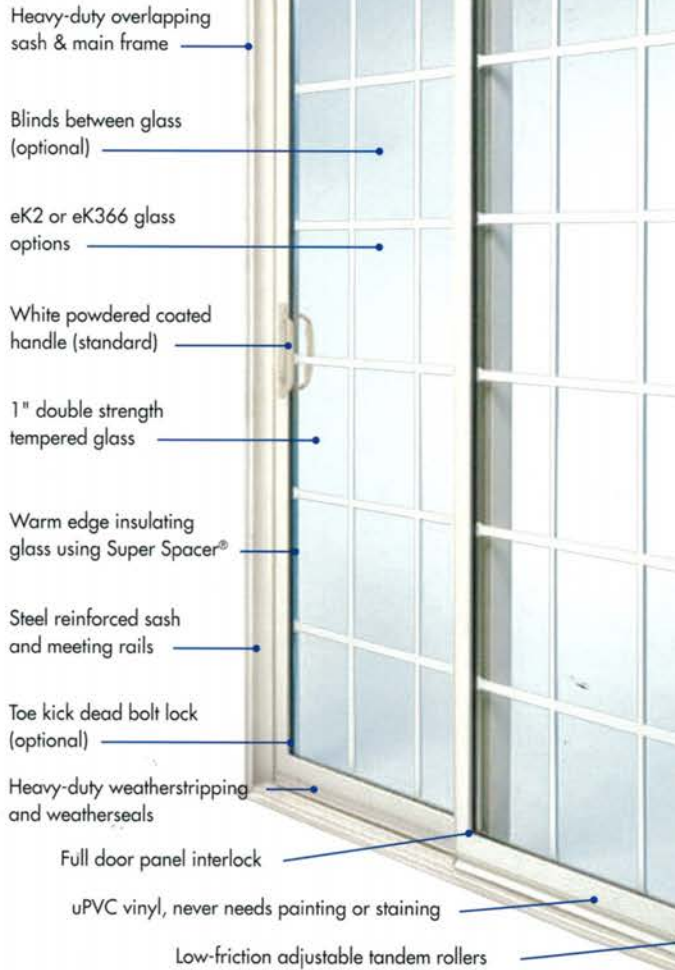 Heavy-duty overlapping
sash & main frame
Blinds between glass
(optional)
eK2 or eK366 glass
options
White powdered coated
handle (standard)
1" double strength
tempered glass
Warm edge insulating
glass using Super Spacer®
Steel reinforced sash
and meeting rails
Toe kick dead bolt lock
(optional)
Heavy-duty weatherstripping
and weatherseals
Full door panel interlock
uPVC vinyl, never needs painting or staining
Low-friction adjustable tandem rollers